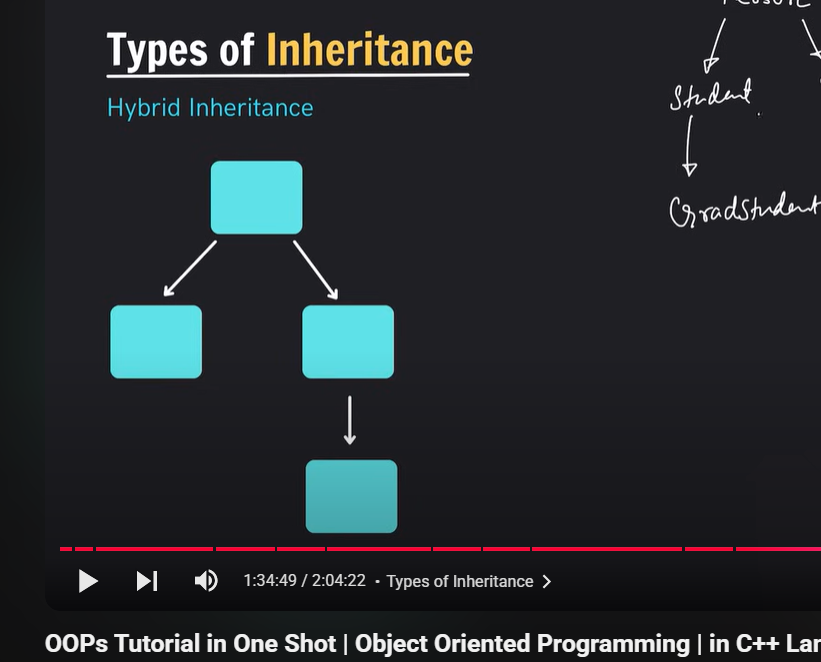 Types of Inheritance
Hybrid Inheritance
Student
GradStudent
1:34:49 / 2:04:22 • Types of Inheritance >
OOPs Tutorial in One Shot | Object Oriented Programming | in C++